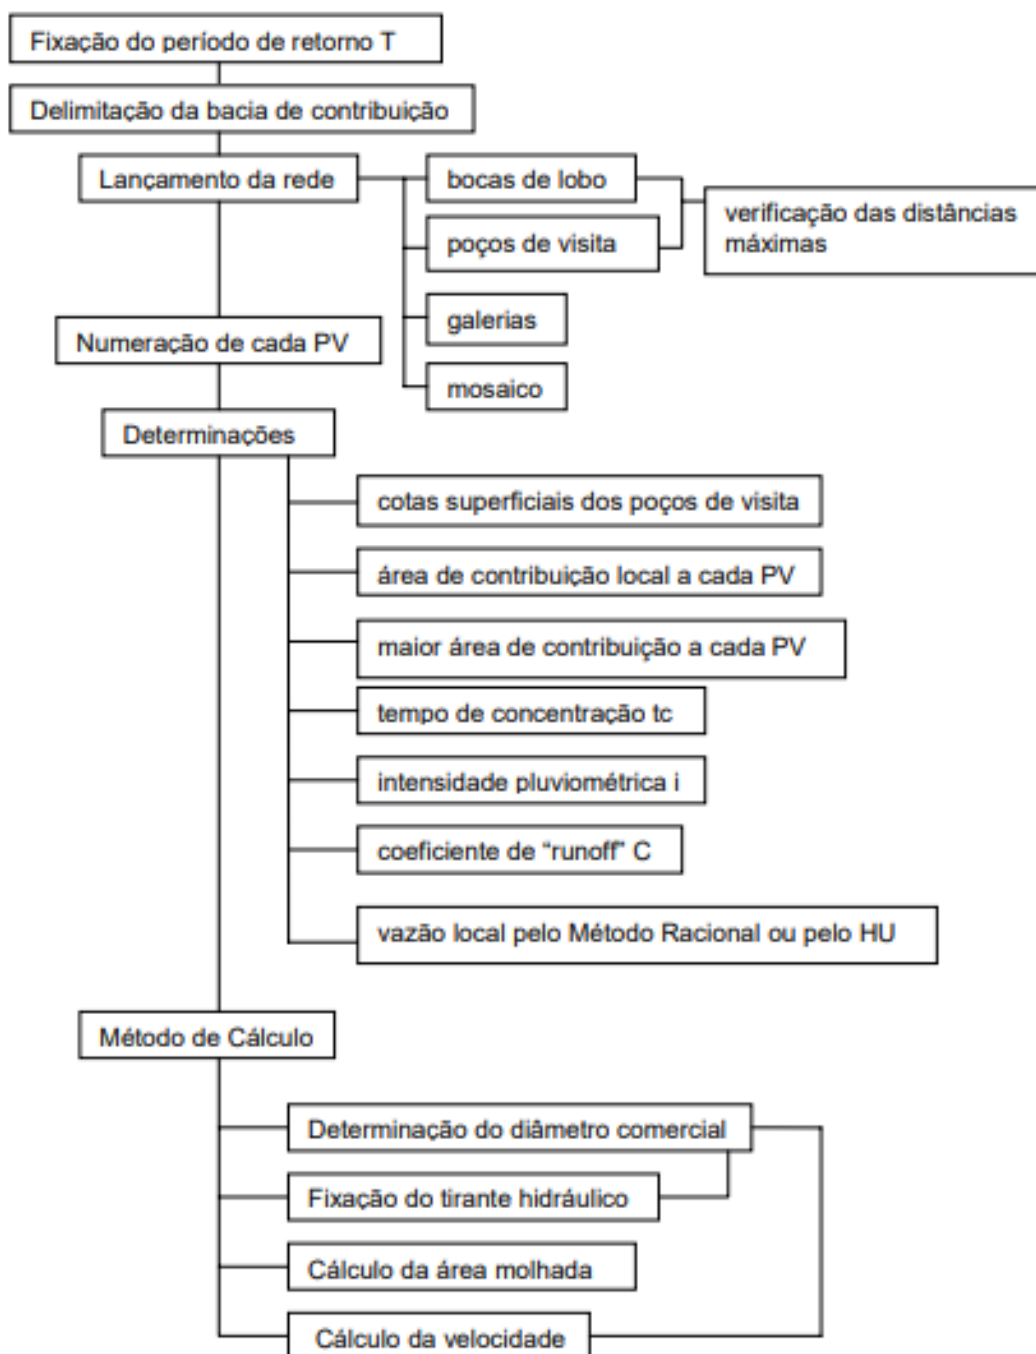 Fixação do período de retorno T
Delimitação da bacia de contribuição
Lançamento da rede
bocas de lobo
verificação das distâncias
máximas
poços de visita
galerias
Numeração de cada PV
mosaico
Determinações
cotas superficiais dos poços de visita
área de contribuição local a cada PV
maior área de contribuição a cada PV
tempo de concentração tc
intensidade pluviométrica i
coeficiente de “runoff” C
vazão local pelo Método Racional ou pelo HU
Método de Cálculo
Determinação do diâmetro comercial
Fixação do tirante hidráulico
Cálculo da área molhada
Cálculo da velocidade